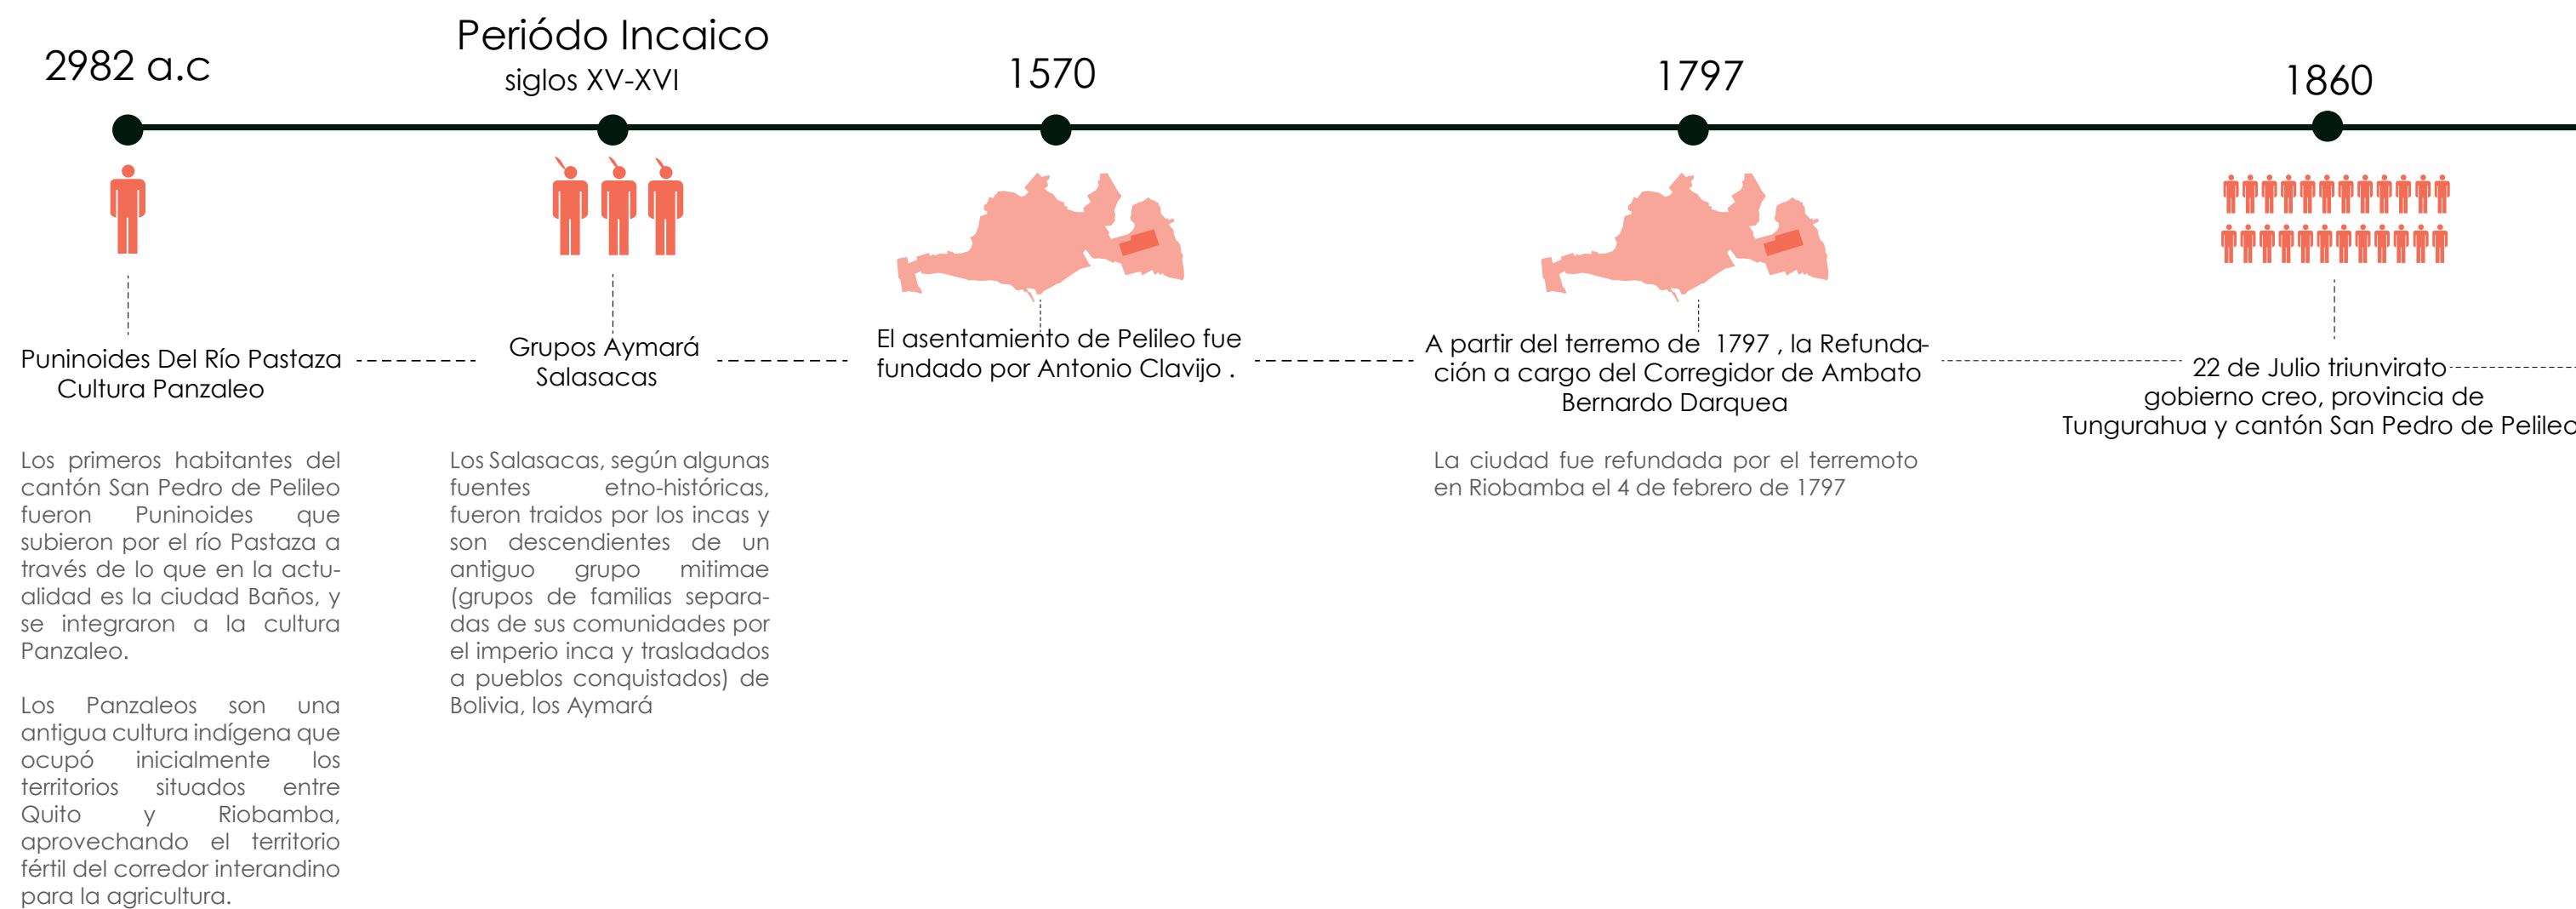 2982 a.c
Periódo Incaico
siglos XV-XVI
1570
1797
1860
Puninoides Del Río Pastaza
Cultura Panzaleo
Grupos Aymará
Salasacas
El asentamiento de Pelileo fue
fundado por Antonio Clavijo .
A partir del terremo de 1797 , la Refunda-
ción a cargo del Corregidor de Ambato
Bernardo Darquea
22 de Julio triunvirato
gobierno creo, provincia de
Tungurahua y cantón San Pedro de Pelileo
Los primeros habitantes del
cantón San Pedro de Pelileo
fueron Puninoides que
subieron por el río Pastaza a
través de lo que en la actu-
alidad es la ciudad Baños, y
se integraron a la cultura
Panzaleo.
Los Panzaleos son una
antigua cultura indígena que
ocupó inicialmente los
territorios situados entre
Quito y Riobamba,
aprovechando el territorio
fértil del corredor interandino
para la agricultura.
Los Salasacas, según algunas
fuentes etno-históricas,
fueron traidos por los incas y
son descendientes de un
antiguo grupo mitimae
(grupos de familias separa-
das de sus comunidades por
el imperio inca y trasladados
a pueblos conquistados) de
Bolivia, los Aymará
La ciudad fue refundada por el terremoto
en Riobamba el 4 de febrero de 1797